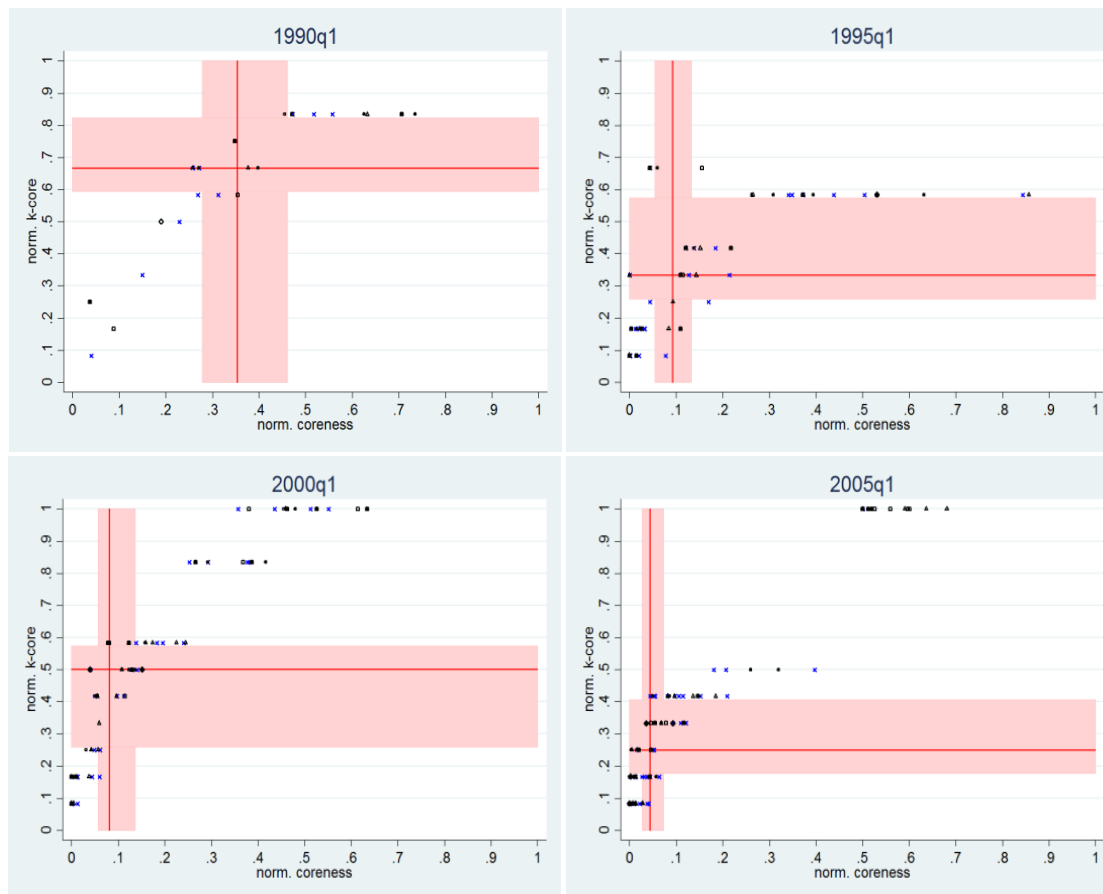 1990q1
norm. k-core
1
.9
.8
.7
.6
.5
.4
.3
.2
.1
0
0 .1 .2 .3 .4 .5 .6 .7 .8 .9 1
norm. coreness
1995q1
norm. k-core
1
.9
.8
.7
.6
.5
.4
.3
.2
.1
0
0 .1 .2 .3 .4 .5 .6 .7 .8 .9 1
norm. coreness
2000q1
norm. k-core
1
.9
.8
.7
.6
.5
.4
.3
.2
.1
0
0 .1 .2 .3 .4 .5 .6 .7 .8 .9 1
norm. coreness
2005q1
norm. k-core
1
.9
.8
.7
.6
.5
.4
.3
.2
.1
0
0 .1 .2 .3 .4 .5 .6 .7 .8 .9 1
norm. coreness